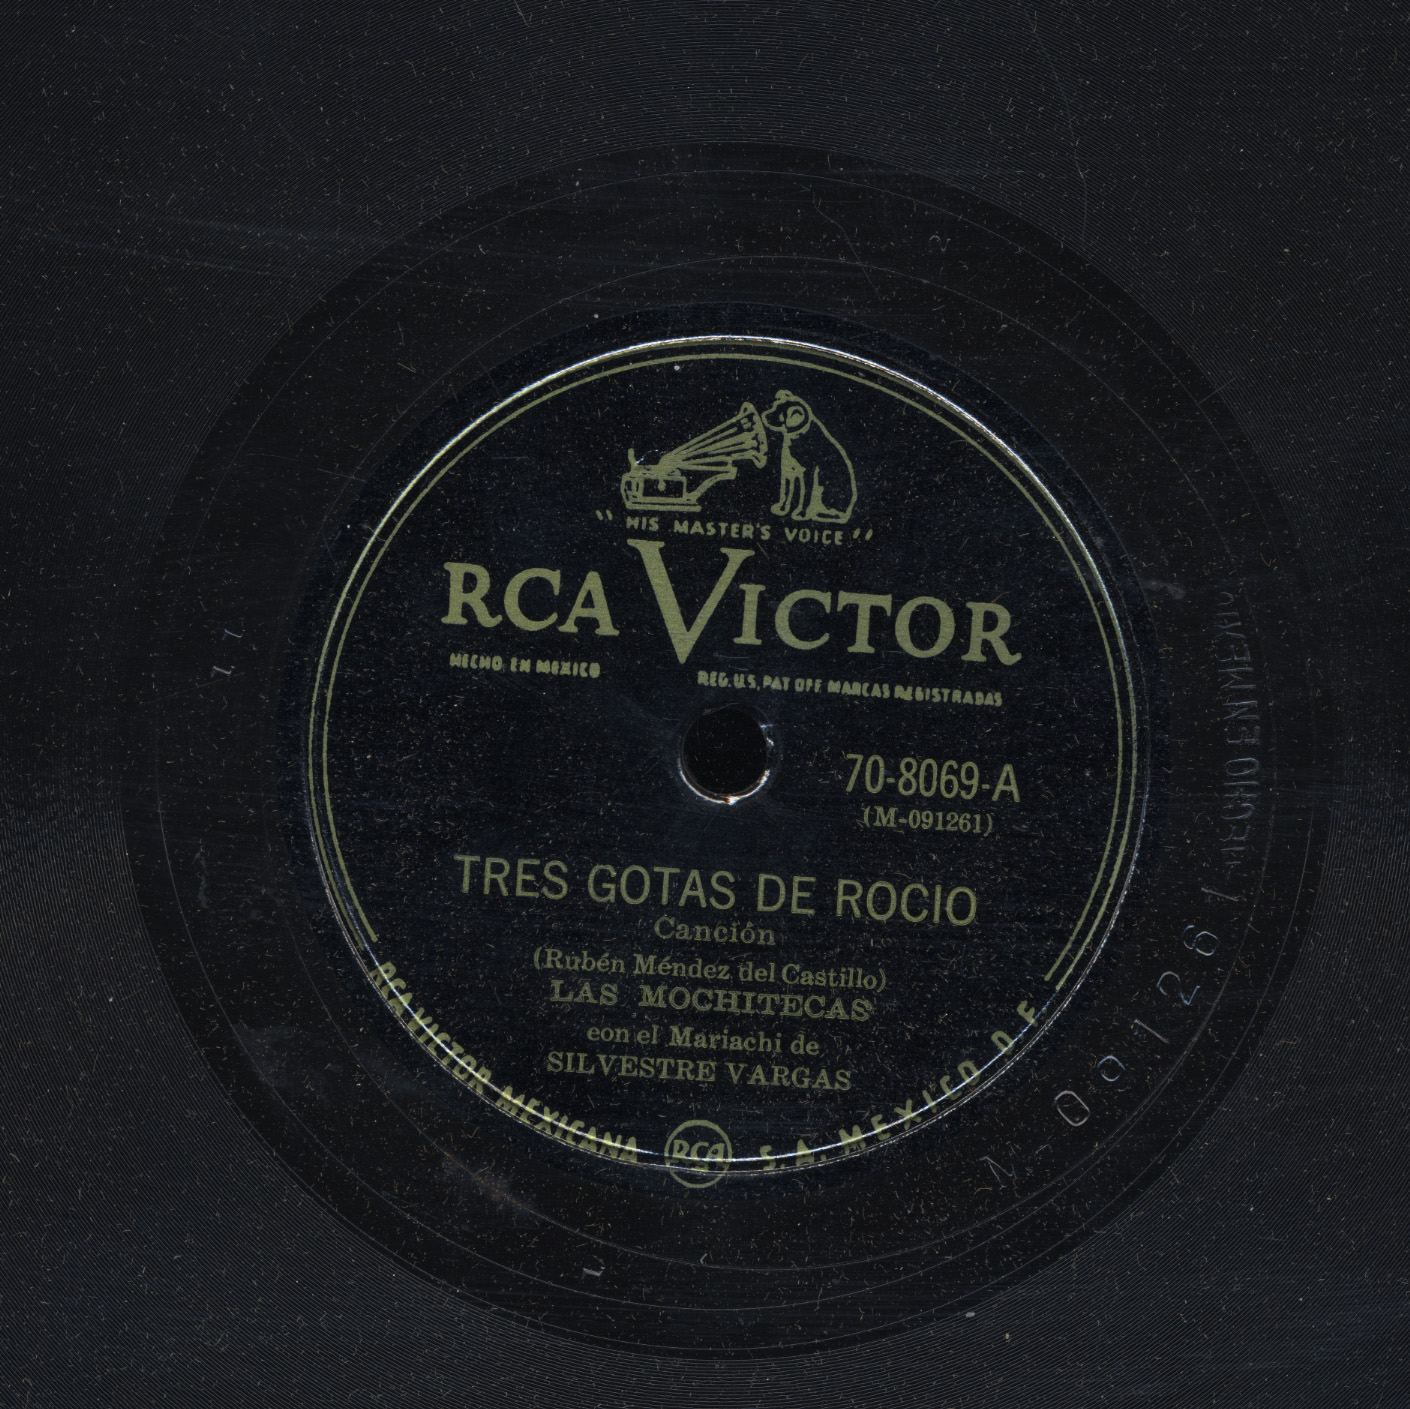 " HIS MASTER'S VOICE "
RCA VICTOR
HECHO EN MEXICO
REG. U.S. PAT OFF MARCAS REGISTRADAS
70-8069-A
(M-091261)
TRES GOTAS DE ROCIO
Canción
(Rubén Méndez del Castillo)
LAS MOCHITECAS
con el Mariachi de
SILVESTRE VARGAS
RCA VICTOR MEXICANA RCA S. A. MEXICO D F
09126 /
HECHO EN MEXICO